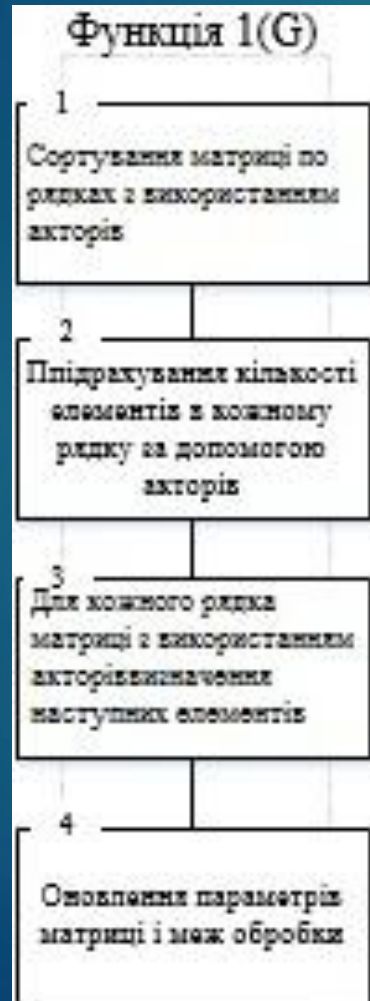 Функція 1(G)
1
Сортування матриці по
рядках з використанням
акторів
2
Ппідрахування кількості
елементів в кожному
рядку за допомогою
акторів
3
Для кожного рядка
матриці з використанням
акторіввизначення
наступних елементів
4
Оновлення параметрів
матриці і меж обробки